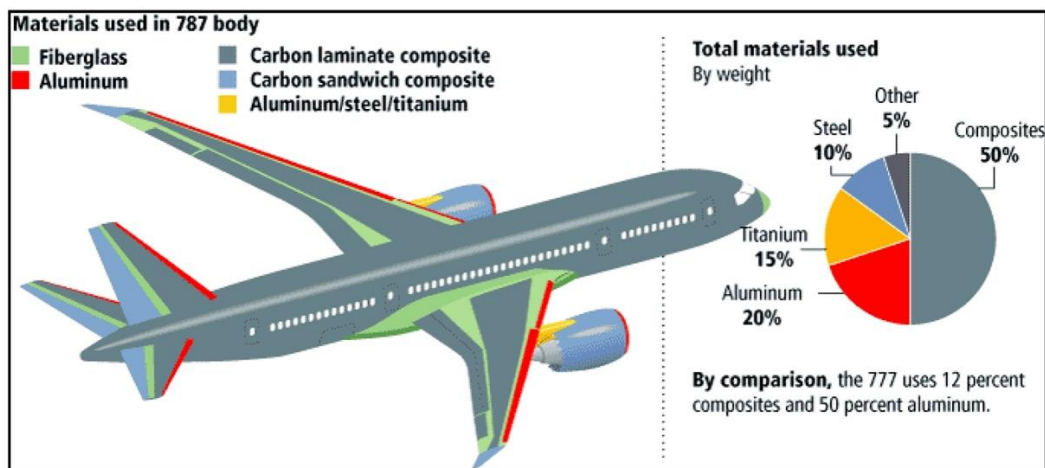 Materials used in 787 body
Fiberglass
Aluminum
Carbon laminate composite
Carbon sandwich composite
Aluminum/steel/titanium
Total materials used
By weight
Other
5%
Steel
10%
Composites
50%
Titanium
15%
Aluminum
20%
By comparison, the 777 uses 12 percent
composites and 50 percent aluminum.